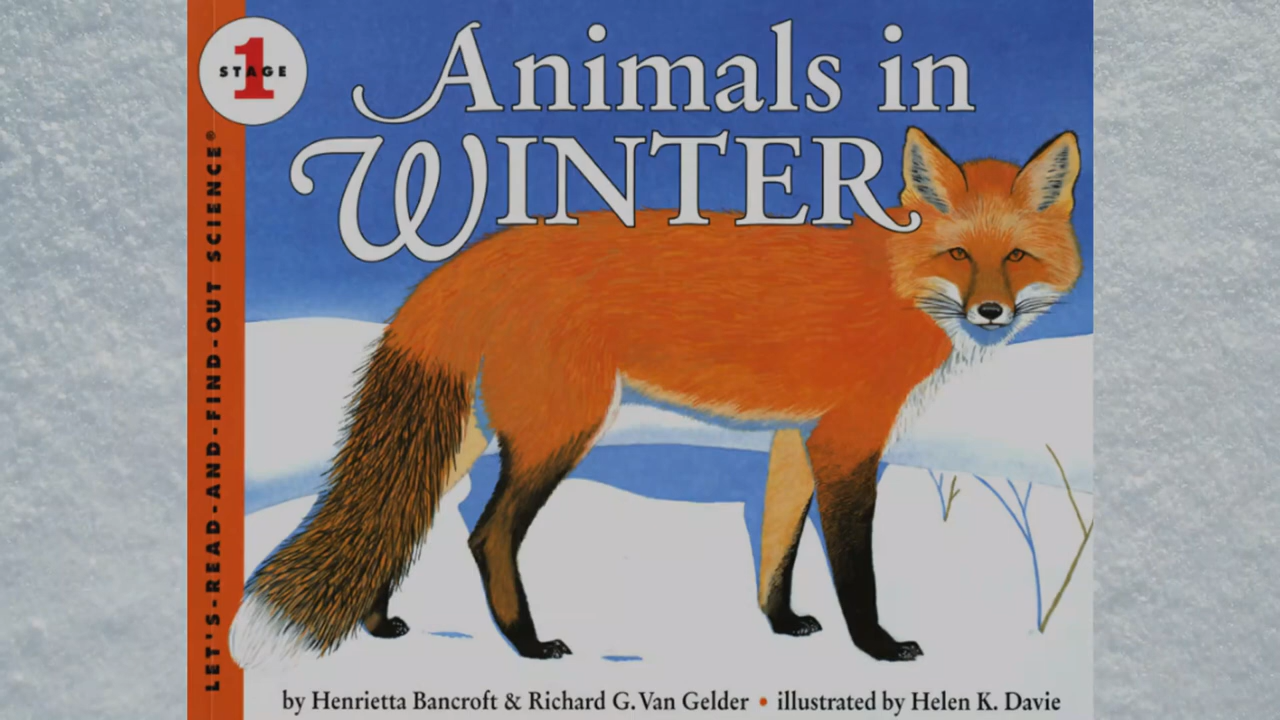 STAGE 1
Animals in
WINTER
LET'S-READ-AND-FIND-OUT SCIENCE®
by Henrietta Bancroft & Richard G. Van Gelder • illustrated by Helen K. Davie